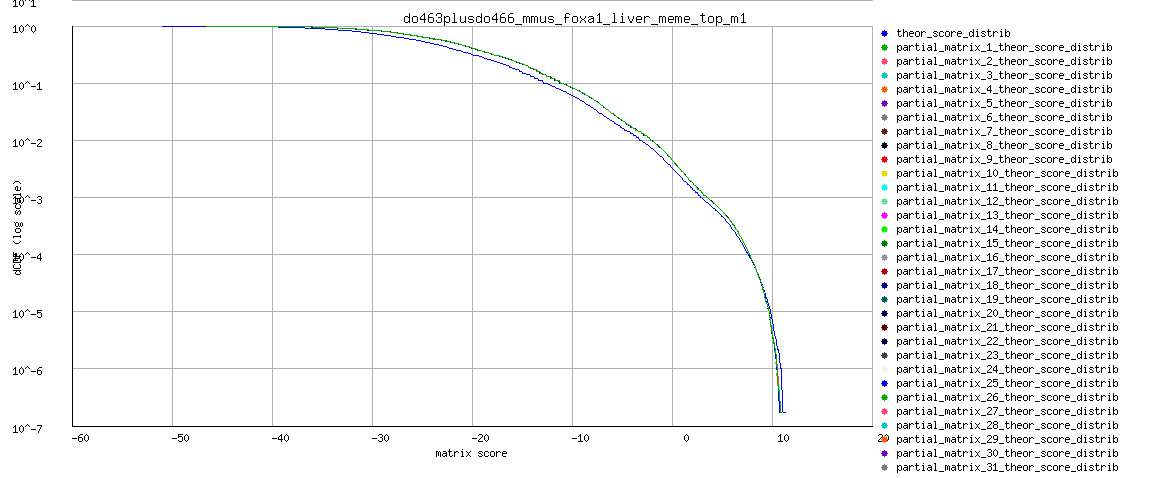 do463plusdo466_mmus_foxa1_liver_meme_top_m1
10^1
10^0
10^-1
10^-2
10^-3
10^-4
10^-5
10^-6
10^-7
dCDF (log scale)
-60 -50 -40 -30 -20 -10 0 10 20
matrix score
theor_score_distrib
partial_matrix_1_theor_score_distrib
partial_matrix_2_theor_score_distrib
partial_matrix_3_theor_score_distrib
partial_matrix_4_theor_score_distrib
partial_matrix_5_theor_score_distrib
partial_matrix_6_theor_score_distrib
partial_matrix_7_theor_score_distrib
partial_matrix_8_theor_score_distrib
partial_matrix_9_theor_score_distrib
partial_matrix_10_theor_score_distrib
partial_matrix_11_theor_score_distrib
partial_matrix_12_theor_score_distrib
partial_matrix_13_theor_score_distrib
partial_matrix_14_theor_score_distrib
partial_matrix_15_theor_score_distrib
partial_matrix_16_theor_score_distrib
partial_matrix_17_theor_score_distrib
partial_matrix_18_theor_score_distrib
partial_matrix_19_theor_score_distrib
partial_matrix_20_theor_score_distrib
partial_matrix_21_theor_score_distrib
partial_matrix_22_theor_score_distrib
partial_matrix_23_theor_score_distrib
partial_matrix_24_theor_score_distrib
partial_matrix_25_theor_score_distrib
partial_matrix_26_theor_score_distrib
partial_matrix_27_theor_score_distrib
partial_matrix_28_theor_score_distrib
partial_matrix_29_theor_score_distrib
partial_matrix_30_theor_score_distrib
partial_matrix_31_theor_score_distrib